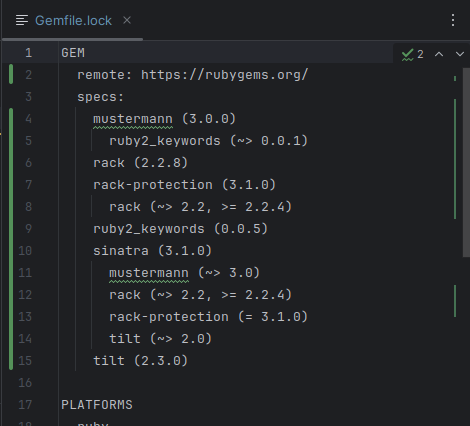 Gemfile.lock
2
1 GEM
2 remote: https://rubygems.org/
3 specs:
4 mustermann (3.0.0)
5 ruby2_keywords (~> 0.0.1)
6 rack (2.2.8)
7 rack-protection (3.1.0)
8 rack (~> 2.2, >= 2.2.4)
9 ruby2_keywords (0.0.5)
10 sinatra (3.1.0)
11 mustermann (~> 3.0)
12 rack (~> 2.2, >= 2.2.4)
13 rack-protection (= 3.1.0)
14 tilt (~> 2.0)
15 tilt (2.3.0)
16
17 PLATFORMS